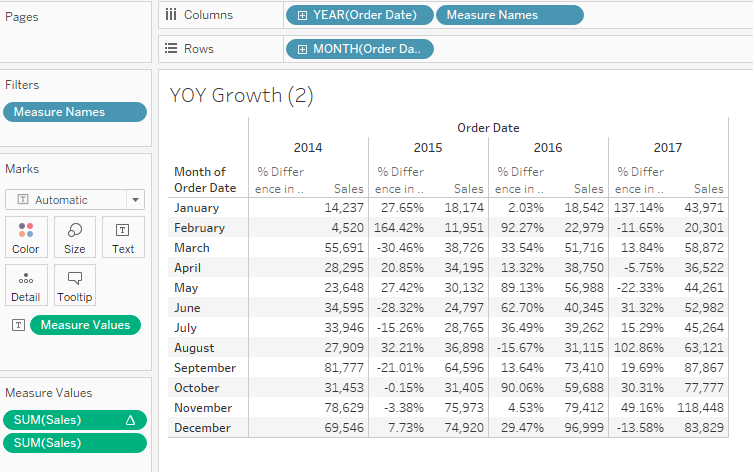 Pages
Columns YEAR(Order Date) Measure Names
Rows MONTH(Order Da..
Filters
Measure Names
Marks
Automatic
Color Size Text
Detail Tooltip
Measure Values
Measure Values
SUM(Sales)
SUM(Sales)
YOY Growth (2)
Order Date
2014 2015 2016 2017
Month of % Differ % Differ % Differ % Differ
Order Date ence in .. Sales ence in .. Sales ence in .. Sales ence in .. Sales
January 14,237 27.65% 18,174 2.03% 18,542 137.14% 43,971
February 4,520 164.42% 11,951 92.27% 22,979 -11.65% 20,301
March 55,691 -30.46% 38,726 33.54% 51,716 13.84% 58,872
April 28,295 20.85% 34,195 13.32% 38,750 -5.75% 36,522
May 23,648 27.42% 30,132 89.13% 56,988 -22.33% 44,261
June 34,595 -28.32% 24,797 62.70% 40,345 31.32% 52,982
July 33,946 -15.26% 28,765 36.49% 39,262 15.29% 45,264
August 27,909 32.21% 36,898 -15.67% 31,115 102.86% 63,121
September 81,777 -21.01% 64,596 13.64% 73,410 19.69% 87,867
October 31,453 -0.15% 31,405 90.06% 59,688 30.31% 77,777
November 78,629 -3.38% 75,973 4.53% 79,412 49.16% 118,448
December 69,546 7.73% 74,920 29.47% 96,999 -13.58% 83,829